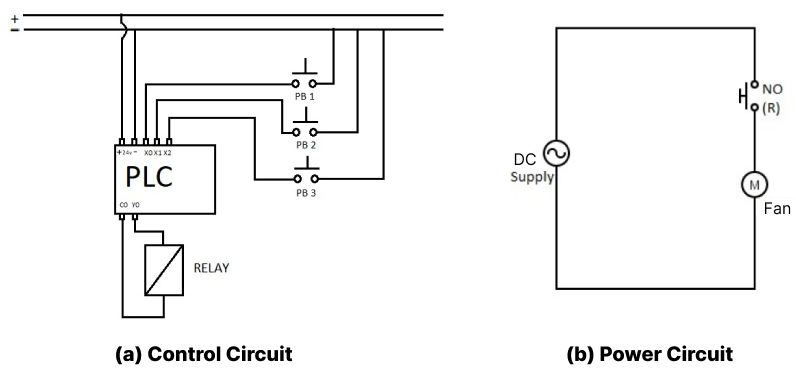 +
−
PB 1
PB 2
PB 3
+24v- X0 X1 X2
PLC
C0 Y0
RELAY
(a) Control Circuit
NO
(R)
DC
Supply
M
Fan
(b) Power Circuit